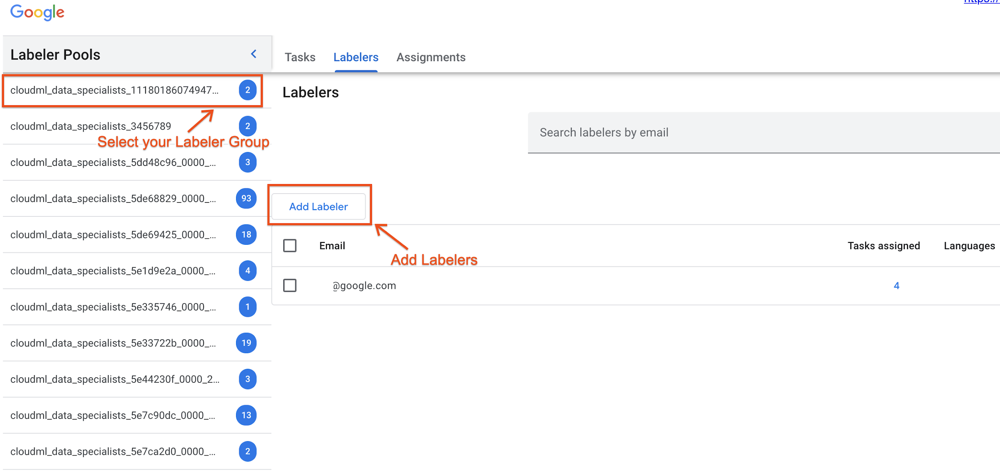 Google
Labeler Pools
Tasks Labelers Assignments
cloudml_data_specialists_11180186074947... 2
Select your Labeler Group
cloudml_data_specialists_3456789 2
cloudml_data_specialists_5dd48c96_0000_... 3
cloudml_data_specialists_5de68829_0000_... 93
cloudml_data_specialists_5de69425_0000_... 18
cloudml_data_specialists_5e1d9e2a_0000_... 4
cloudml_data_specialists_5e335746_0000_... 1
cloudml_data_specialists_5e33722b_0000_... 19
cloudml_data_specialists_5e44230f_0000_2... 3
cloudml_data_specialists_5e7c90dc_0000_... 13
cloudml_data_specialists_5e7ca2d0_0000_... 2
Labelers
Search labelers by email
Add Labeler
Add Labelers
Email Tasks assigned Languages
@google.com 4